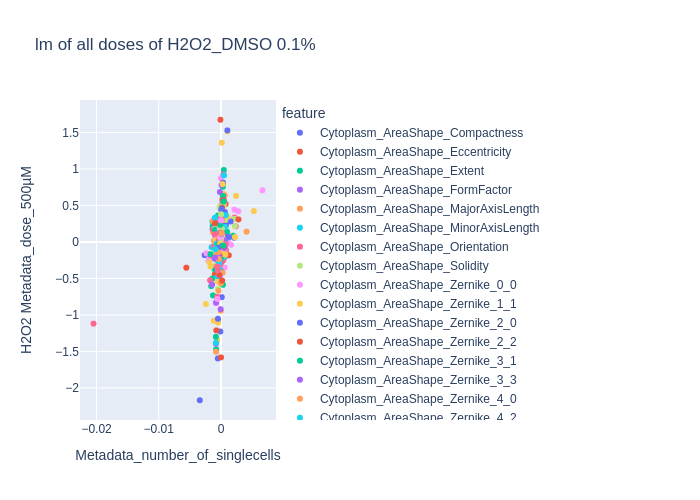 lm of all doses of H2O2_DMSO 0.1%
feature
Cytoplasm_AreaShape_Compactness
Cytoplasm_AreaShape_Eccentricity
Cytoplasm_AreaShape_Extent
Cytoplasm_AreaShape_FormFactor
Cytoplasm_AreaShape_MajorAxisLength
Cytoplasm_AreaShape_MinorAxisLength
Cytoplasm_AreaShape_Orientation
Cytoplasm_AreaShape_Solidity
Cytoplasm_AreaShape_Zernike_0_0
Cytoplasm_AreaShape_Zernike_1_1
Cytoplasm_AreaShape_Zernike_2_0
Cytoplasm_AreaShape_Zernike_2_2
Cytoplasm_AreaShape_Zernike_3_1
Cytoplasm_AreaShape_Zernike_3_3
Cytoplasm_AreaShape_Zernike_4_0
Cytoplasm_AreaShape_Zernike_4_2
H2O2 Metadata_dose_500μM
1.5
1
0.5
0
−0.5
−1
−1.5
−2
−0.02
−0.01
0
Metadata_number_of_singlecells